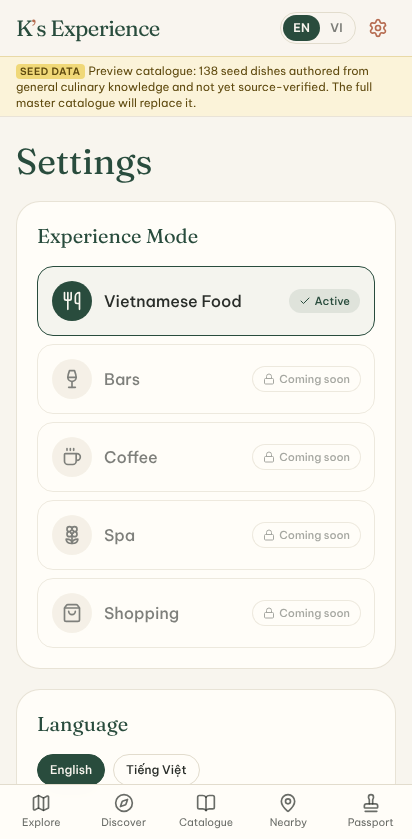 K's Experience
EN VI
SEED DATA Preview catalogue: 138 seed dishes authored from
general culinary knowledge and not yet source-verified. The full
master catalogue will replace it.
Settings
Experience Mode
Vietnamese Food Active
Bars Coming soon
Coffee Coming soon
Spa Coming soon
Shopping Coming soon
Language
English Tiếng Việt
Explore Discover Catalogue Nearby Passport